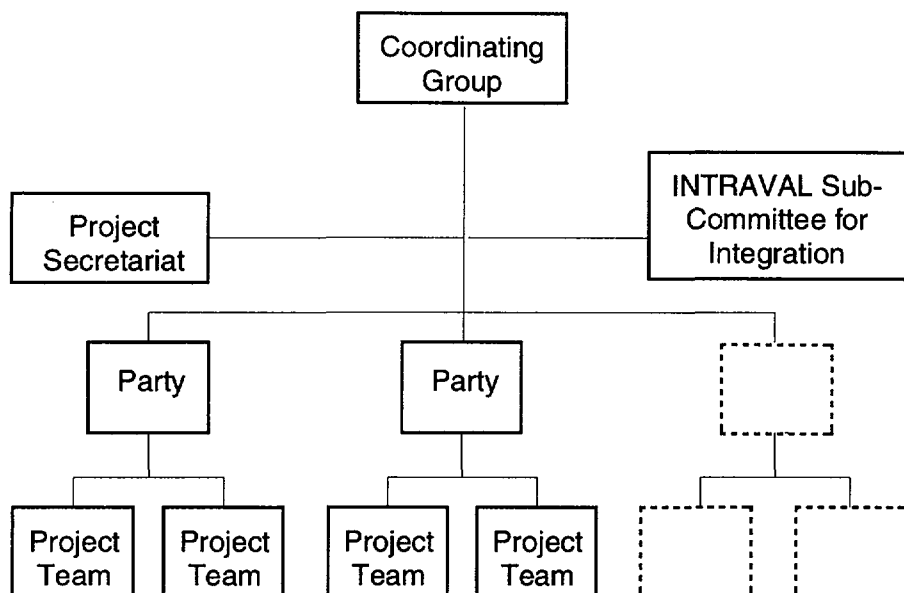 Coordinating
Group
Project
Secretariat
INTRAVAL Sub-
Committee for
Integration
Party
Party
Project
Team
Project
Team
Project
Team
Project
Team